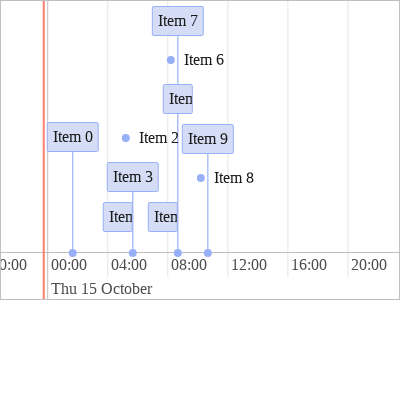 Item 7
Item 6
Iten
Item 0
Item 2
Item 9
Item 3
Item 8
Iten
Iten
0:00
00:00
04:00
08:00
12:00
16:00
20:00
Thu 15 October